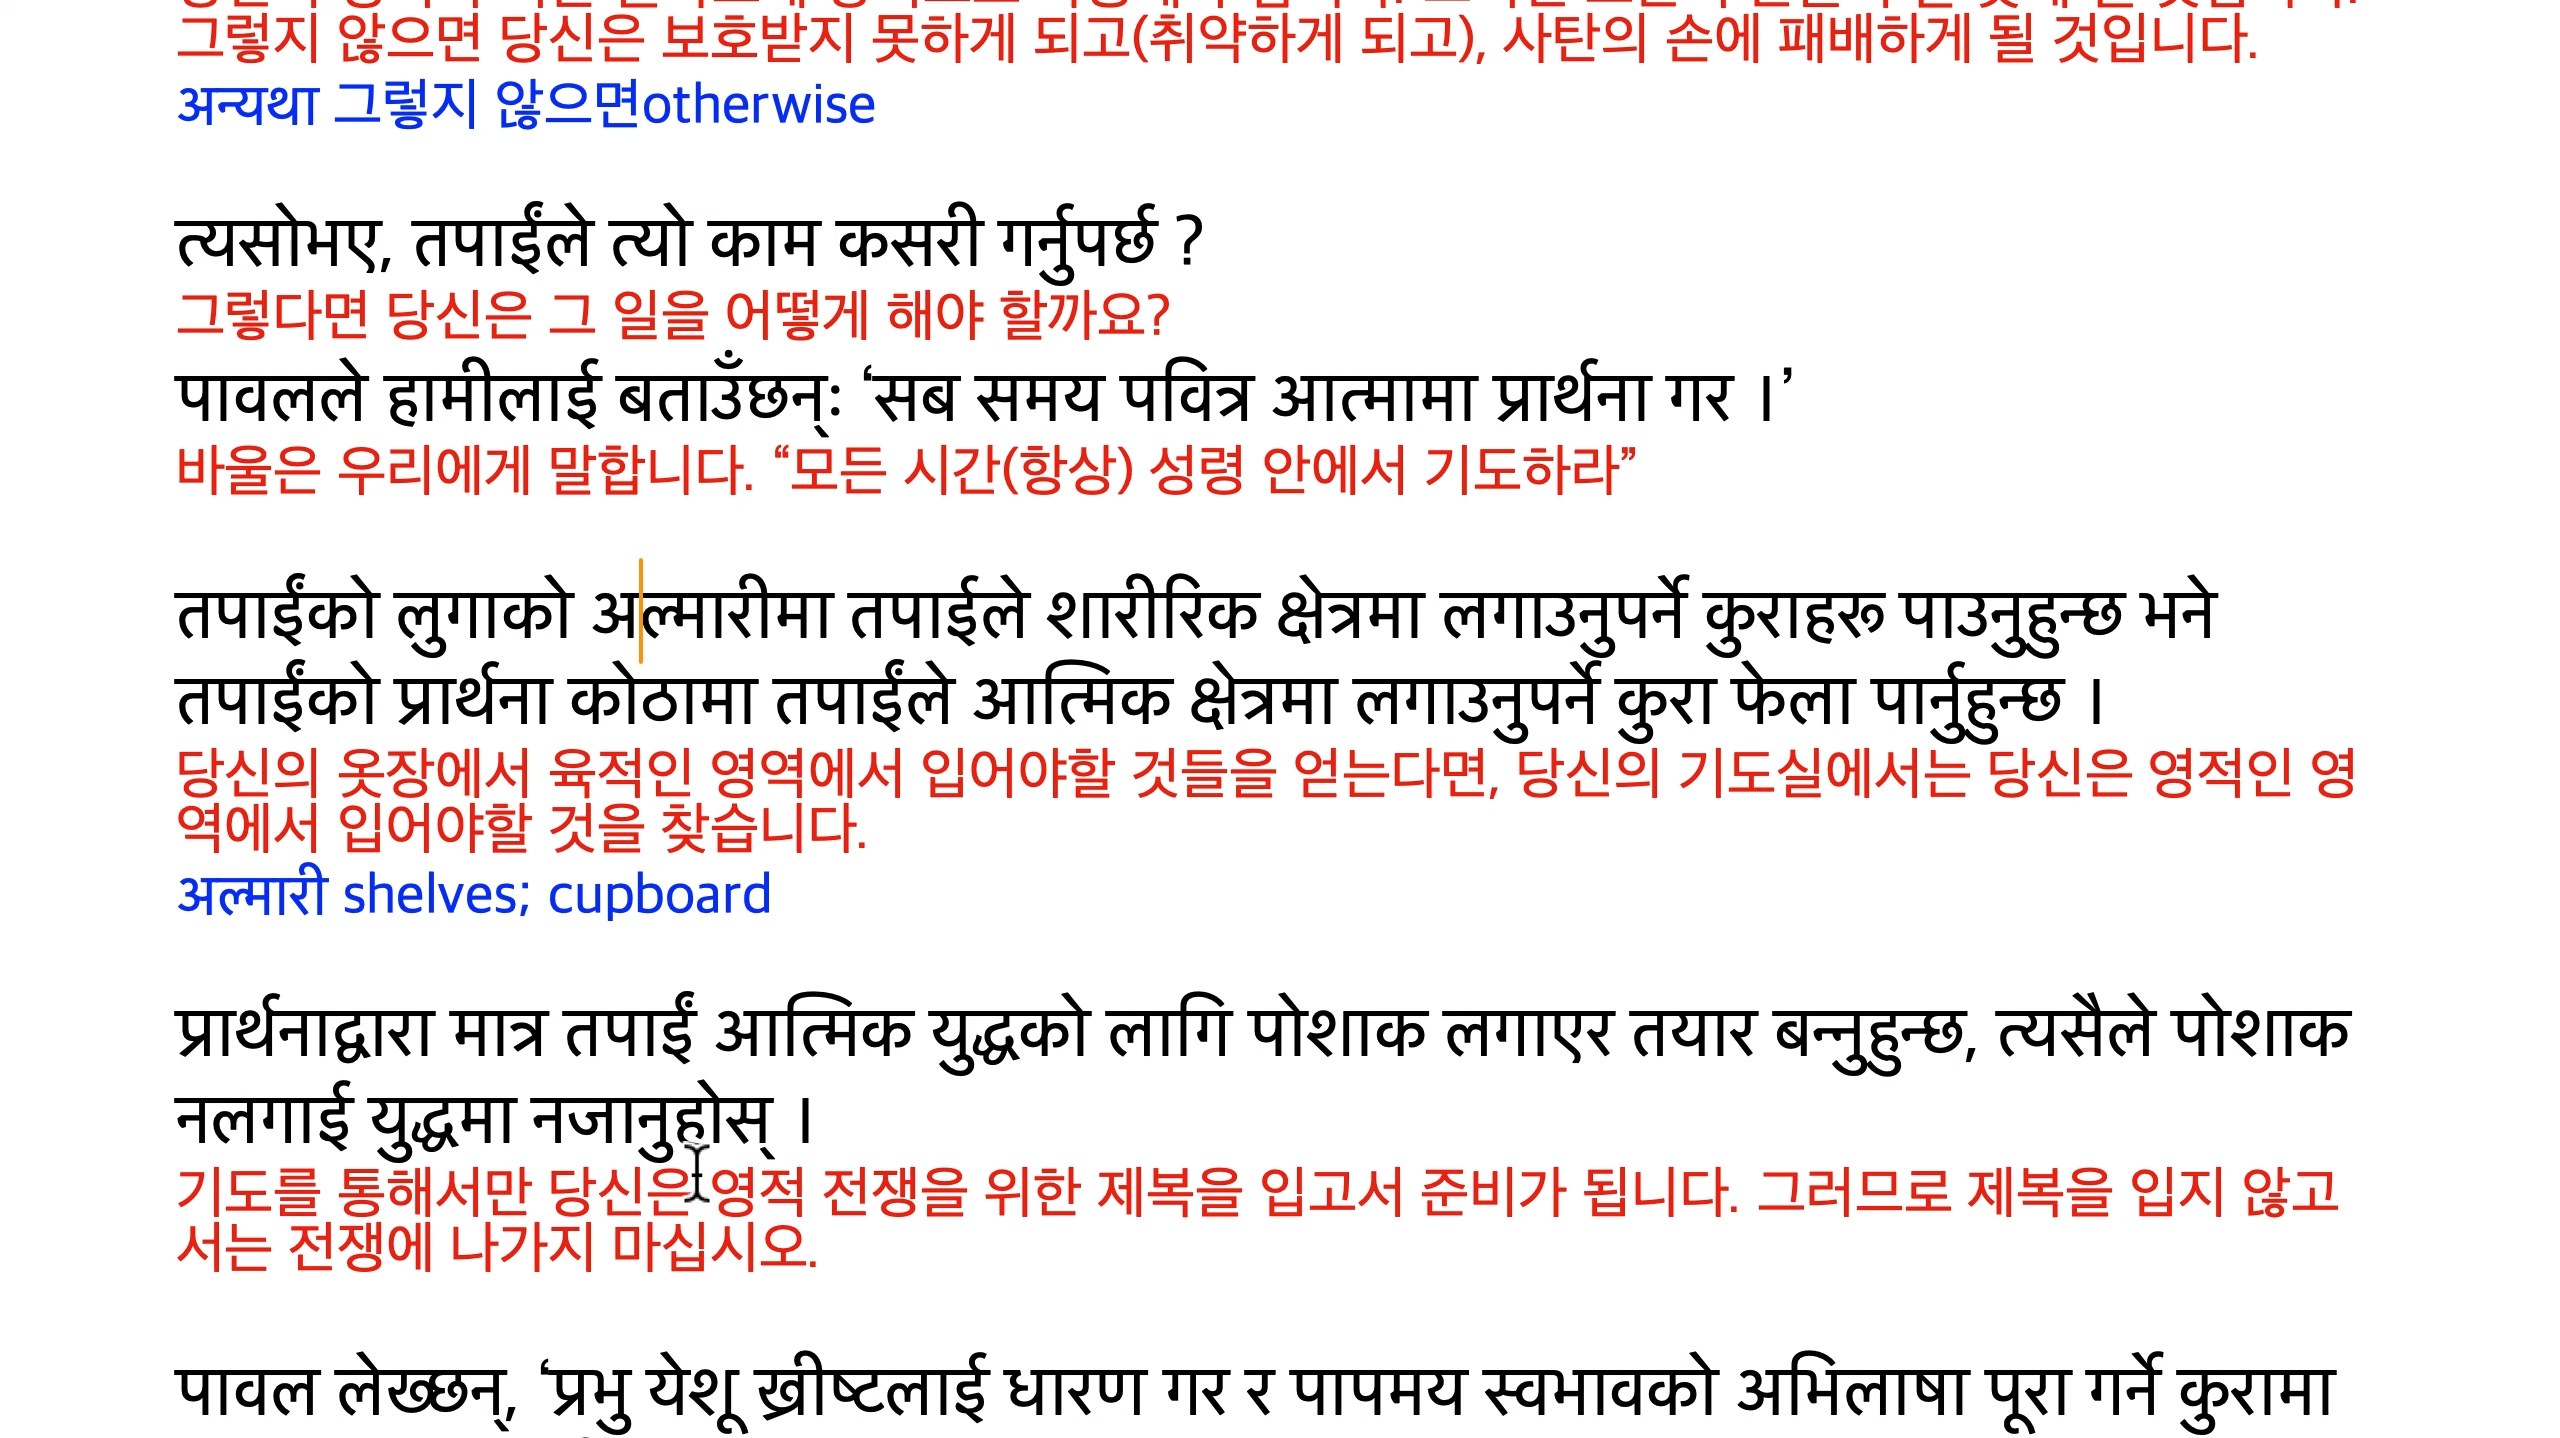 그렇지 않으면 당신은 보호받지 못하게 되고(취약하게 되고), 사탄의 손에 패배하게 될 것입니다.
अन्यथा 그렇지 않으면otherwise
त्यसोभए, तपाईंले त्यो काम कसरी गर्नुपर्छ ?
그렇다면 당신은 그 일을 어떻게 해야 할까요?
पावलले हामीलाई बताउँछन्ः ‘सब समय पवित्र आत्मामा प्रार्थना गर ।’
바울은 우리에게 말합니다. “모든 시간(항상) 성령 안에서 기도하라”
तपाईंको लुगाको अल्मारीमा तपाईले शारीरिक क्षेत्रमा लगाउनुपर्ने कुराहरू पाउनुहुन्छ भने
तपाईंको प्रार्थना कोठामा तपाईंले आत्मिक क्षेत्रमा लगाउनुपर्ने कुरा फेला पार्नुहुन्छ ।
당신의 옷장에서 육적인 영역에서 입어야할 것들을 얻는다면, 당신의 기도실에서는 당신은 영적인 영
역에서 입어야할 것을 찾습니다.
अल्मारी shelves; cupboard
प्रार्थनाद्वारा मात्र तपाईं आत्मिक युद्धको लागि पोशाक लगाएर तयार बन्नुहुन्छ, त्यसैले पोशाक
नलगाई युद्धमा नजानुहोस् ।
기도를 통해서만 당신은 영적 전쟁을 위한 제복을 입고서 준비가 됩니다. 그러므로 제복을 입지 않고
서는 전쟁에 나가지 마십시오.
पावल लेख्छन्, ‘प्रभु येशू ख्रीष्टलाई धारण गर र पापमय स्वभावको अभिलाषा पूरा गर्ने कुरामा